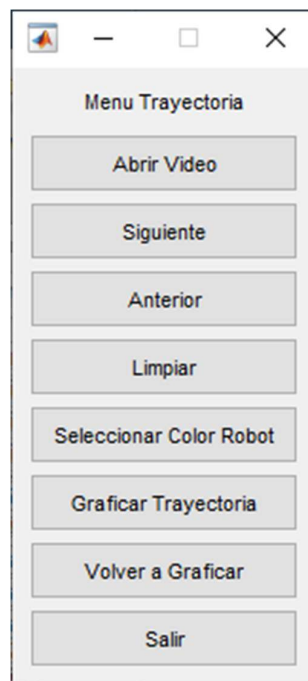 Menu Trayectoria
Abrir Video
Siguiente
Anterior
Limpiar
Seleccionar Color Robot
Graficar Trayectoria
Volver a Graficar
Salir